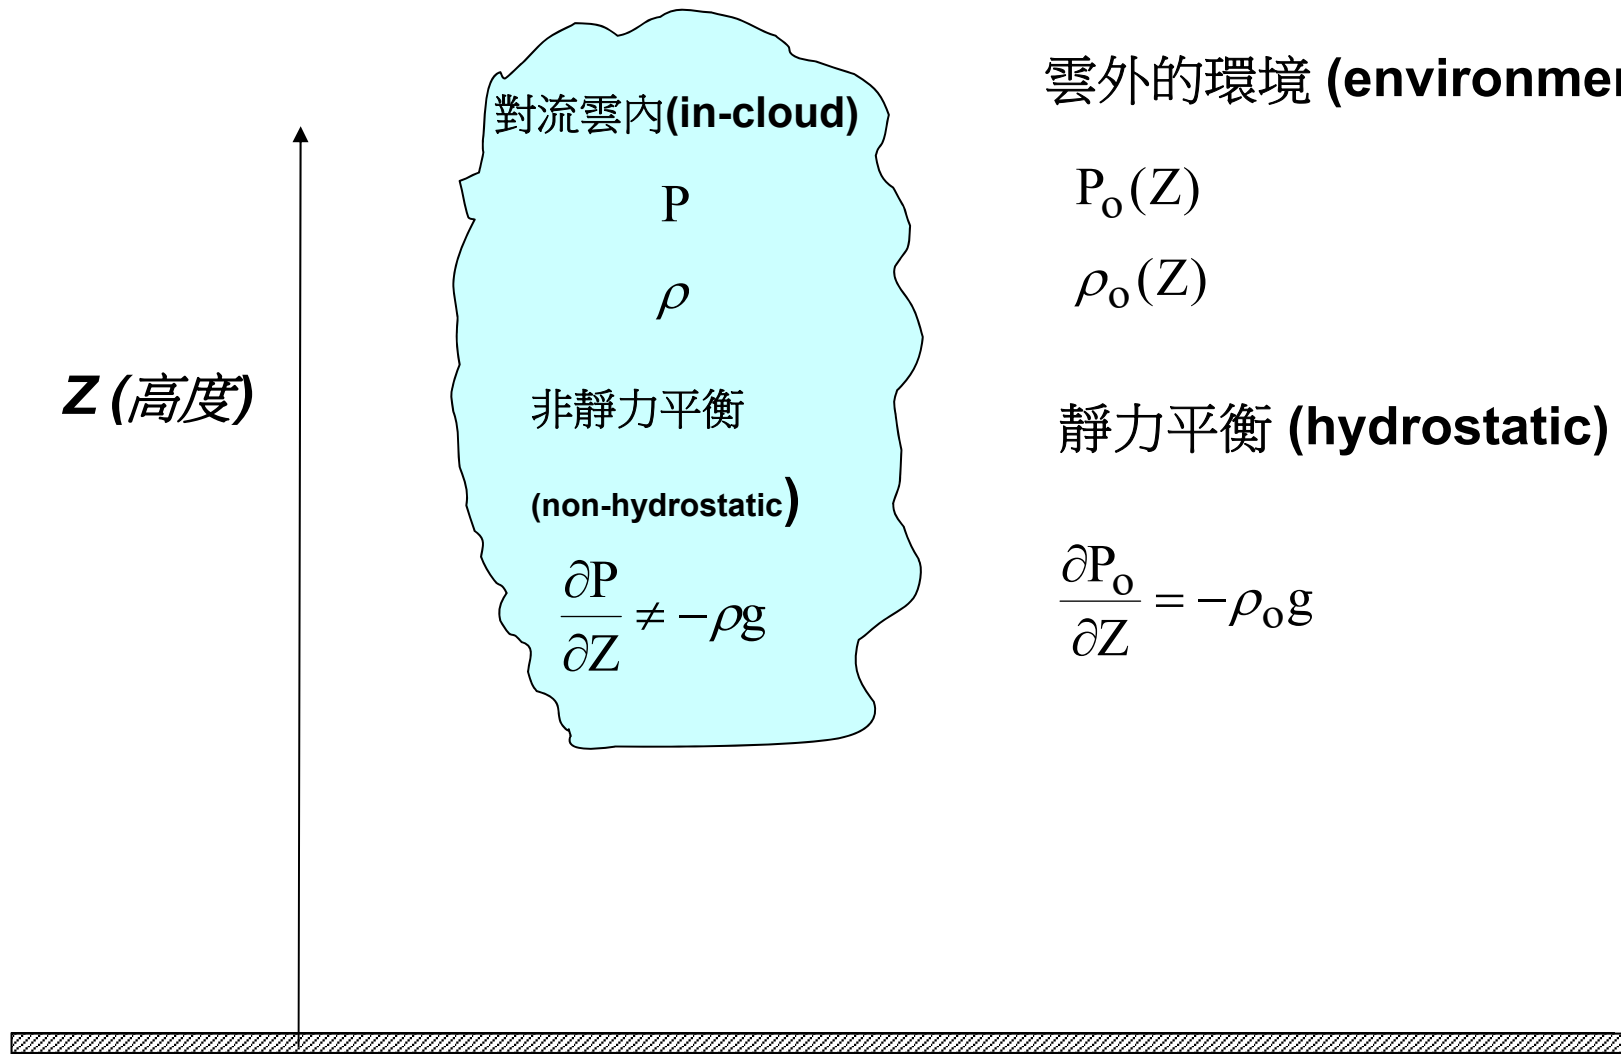 對流雲內(in-cloud)
P
ρ
非靜力平衡
(non-hydrostatic)
∂P/∂Z ≠ −ρg
Z (高度)
雲外的環境
P₀(Z)
ρ₀(Z)
靜力平衡 (hydrostatic)
∂P₀/∂Z = −ρ₀g